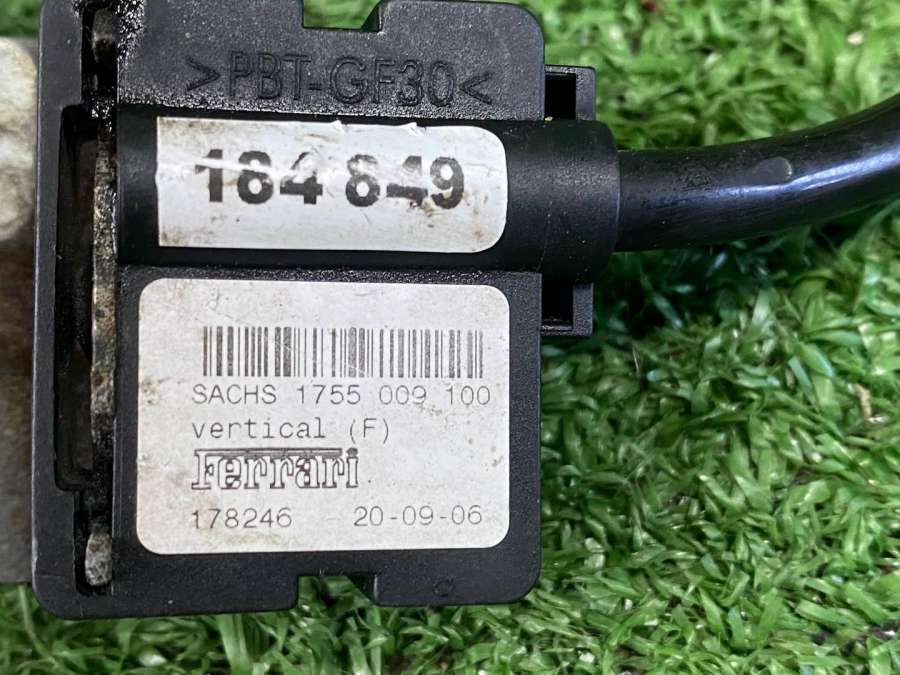 >PBT-GF30<
184 849
SACHS 1755 009 100
vertical (F)
Ferrari
178246 20-09-06